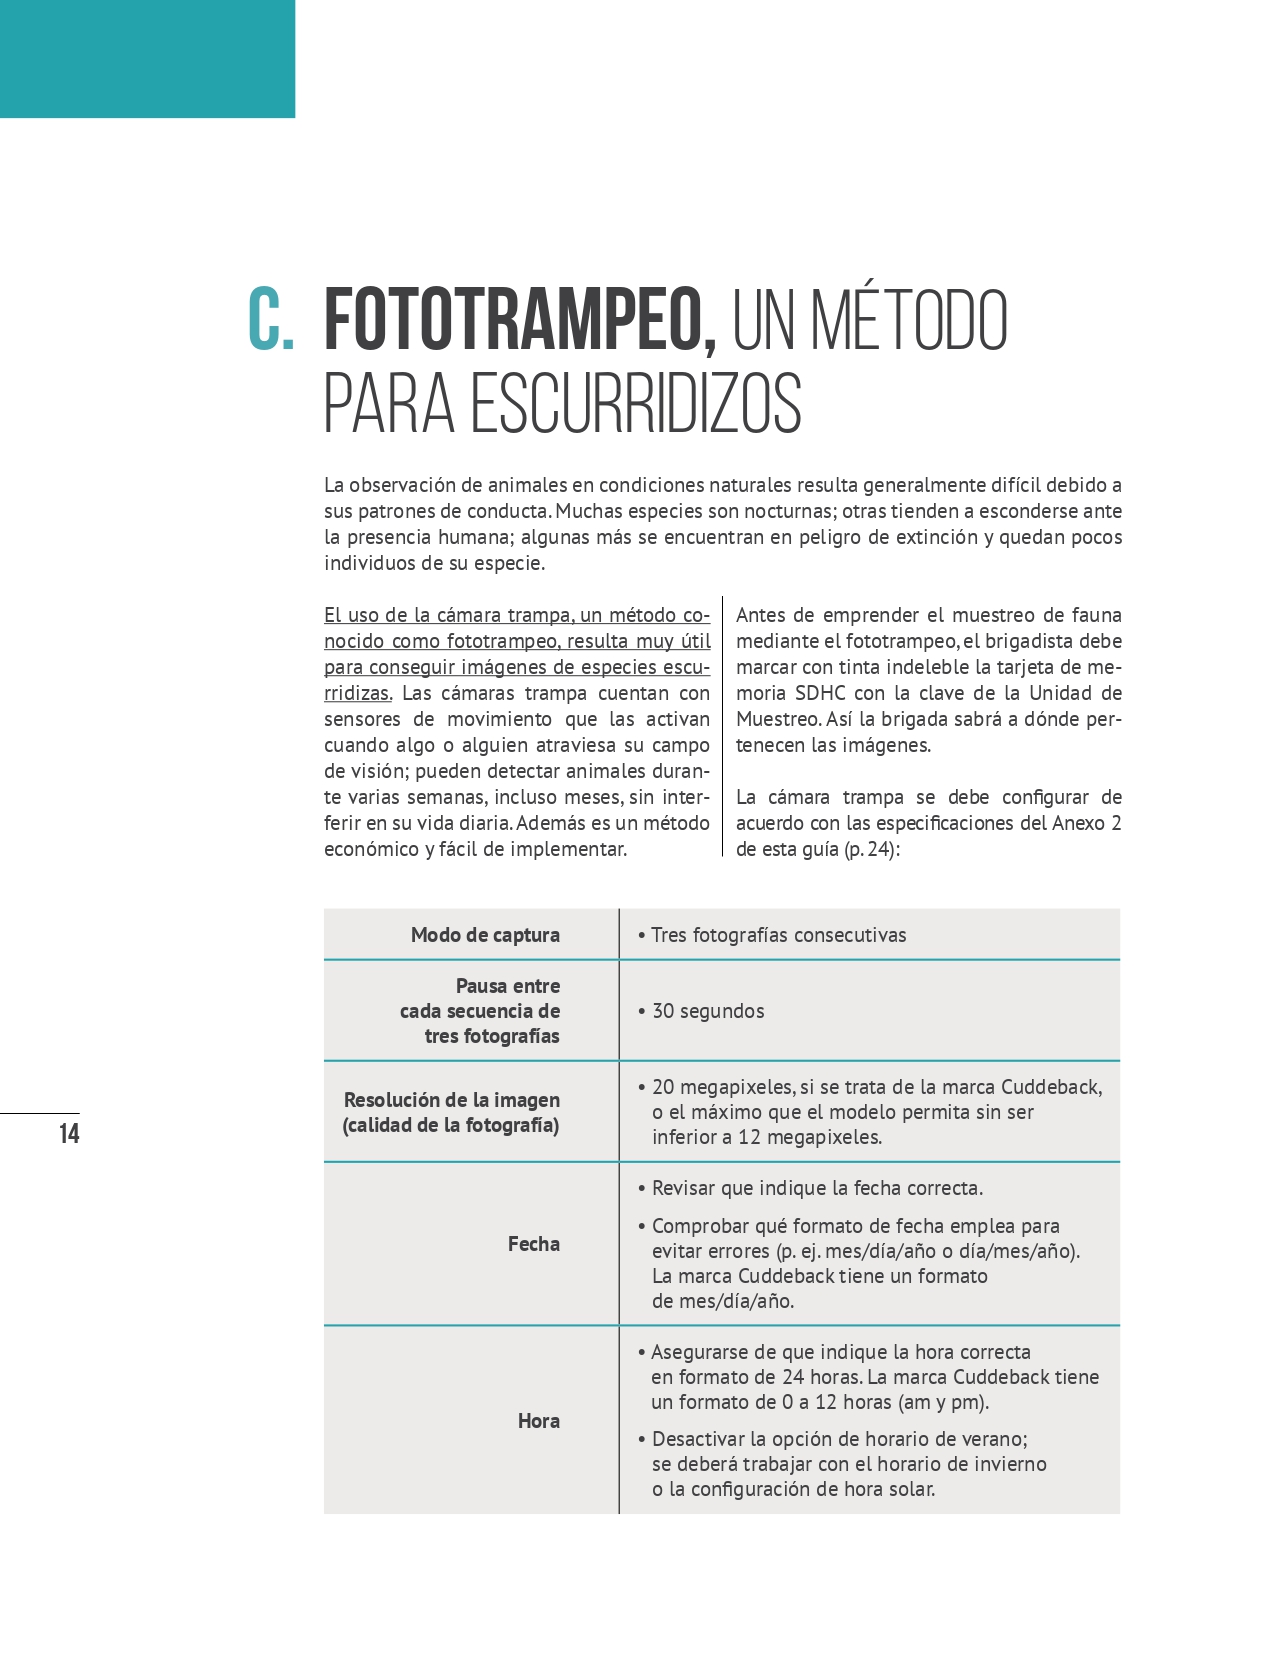 C. FOTOTRAMPEO, UN MÉTODO
PARA ESCURRIDIZOS
La observación de animales en condiciones naturales resulta generalmente difícil debido a
sus patrones de conducta. Muchas especies son nocturnas; otras tienden a esconderse ante
la presencia humana; algunas más se encuentran en peligro de extinción y quedan pocos
individuos de su especie.
El uso de la cámara trampa, un método co-
nocido como fototrampeo, resulta muy útil
para conseguir imágenes de especies escu-
rridizas. Las cámaras trampa cuentan con
sensores de movimiento que las activan
cuando algo o alguien atraviesa su campo
de visión; pueden detectar animales duran-
te varias semanas, incluso meses, sin inter-
ferir en su vida diaria. Además es un método
económico y fácil de implementar.
Antes de emprender el muestreo de fauna
mediante el fototrampeo, el brigadista debe
marcar con tinta indeleble la tarjeta de me-
moria SDHC con la clave de la Unidad de
Muestreo. Así la brigada sabrá a dónde per-
tenecen las imágenes.
La cámara trampa se debe configurar de
acuerdo con las especificaciones del Anexo 2
de esta guía (p. 24):
Modo de captura
• Tres fotografías consecutivas
Pausa entre
cada secuencia de
tres fotografías
• 30 segundos
Resolución de la imagen
(calidad de la fotografía)
• 20 megapixeles, si se trata de la marca Cuddeback,
o el máximo que el modelo permita sin ser
inferior a 12 megapixeles.
Fecha
• Revisar que indique la fecha correcta.
• Comprobar qué formato de fecha emplea para
evitar errores (p. ej. mes/día/año o día/mes/año).
La marca Cuddeback tiene un formato
de mes/día/año.
Hora
• Asegurarse de que indique la hora correcta
en formato de 24 horas. La marca Cuddeback tiene
un formato de 0 a 12 horas (am y pm).
• Desactivar la opción de horario de verano;
se deberá trabajar con el horario de invierno
o la configuración de hora solar.
14